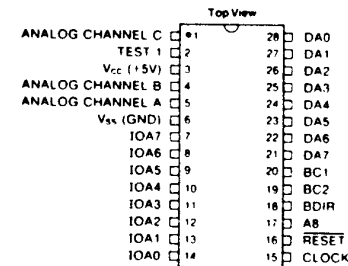 Top View
ANALOG CHANNEL C 1 28 DA0
TEST 1 2 27 DA1
Vcc (+5V) 3 26 DA2
ANALOG CHANNEL B 4 25 DA3
ANALOG CHANNEL A 5 24 DA4
Vss (GND) 6 23 DA5
IOA7 7 22 DA6
IOA6 8 21 DA7
IOA5 9 20 BC1
IOA4 10 19 BC2
IOA3 11 18 BDIR
IOA2 12 17 A8
IOA1 13 16 RESET
IOA0 14 15 CLOCK